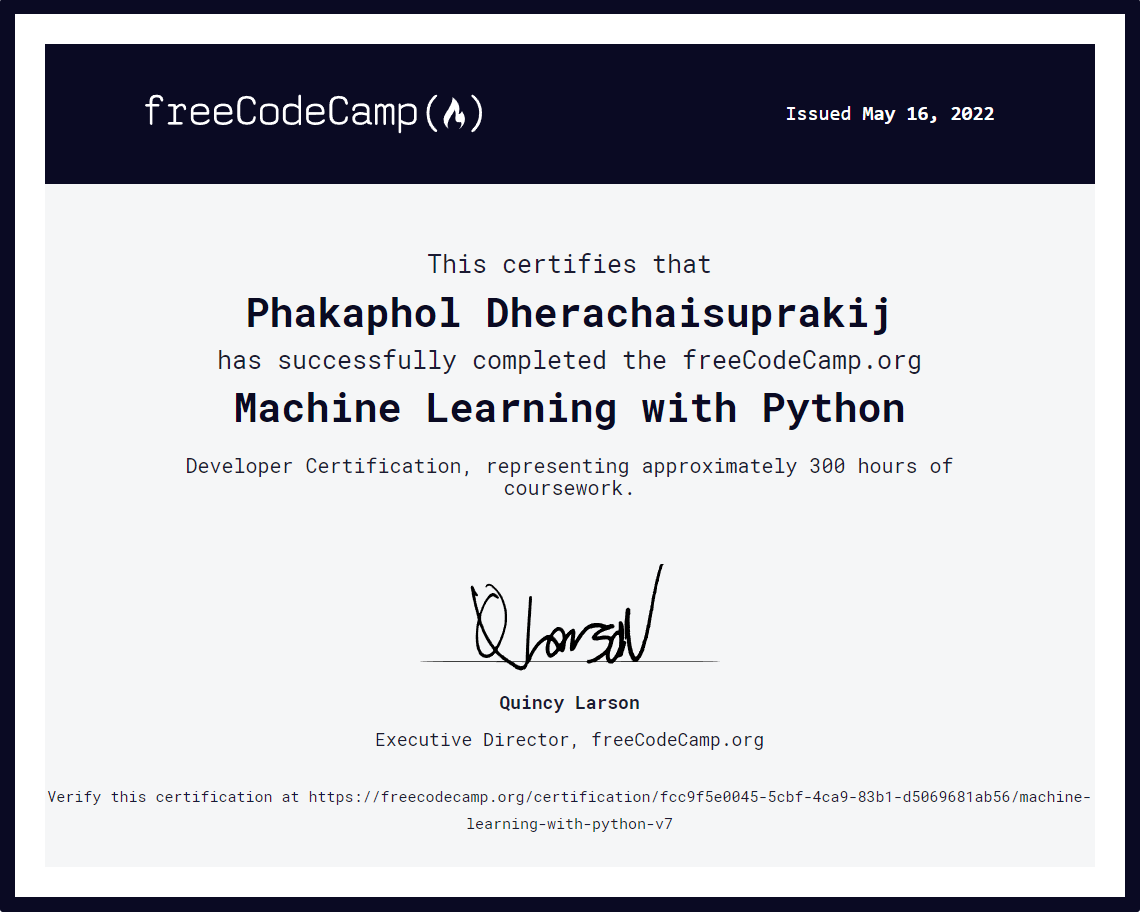 freeCodeCamp
Issued May 16, 2022
This certifies that
Phakaphol Dherachaisuprakij
has successfully completed the freeCodeCamp.org
Machine Learning with Python
Developer Certification, representing approximately 300 hours of
coursework.
Q Larson
Quincy Larson
Executive Director, freeCodeCamp.org
Verify this certification at https://freecodecamp.org/certification/fcc9f5e0045-5cbf-4ca9-83b1-d5069681ab56/machine-
learning-with-python-v7